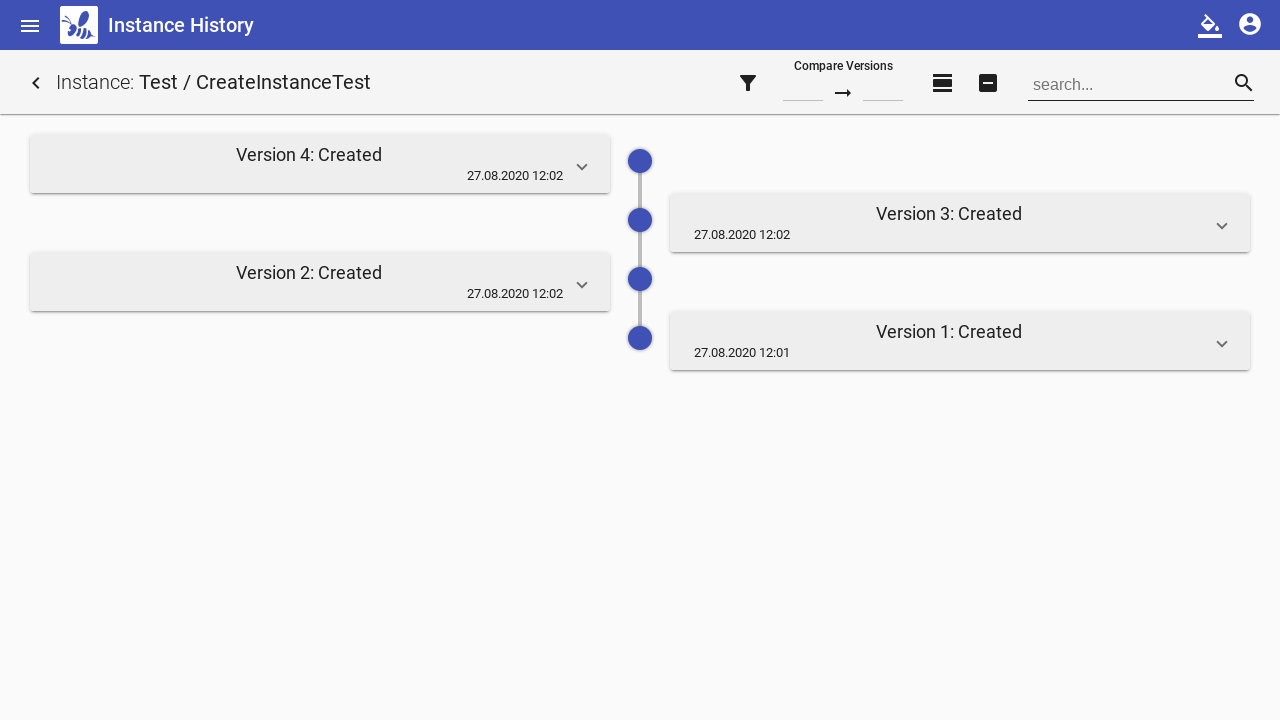 Instance History
Instance: Test / CreateInstanceTest
Compare Versions
search...
Version 4: Created
27.08.2020 12:02
Version 3: Created
27.08.2020 12:02
Version 2: Created
27.08.2020 12:02
Version 1: Created
27.08.2020 12:01